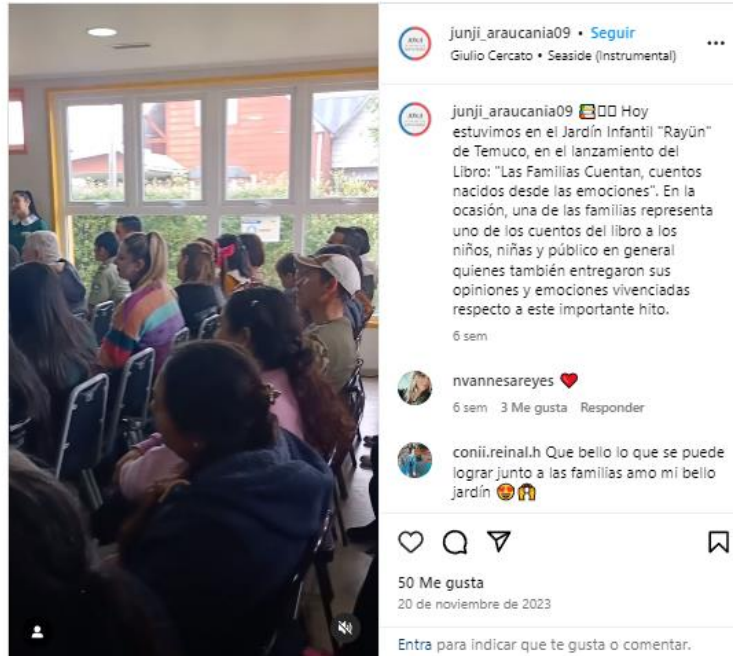 junji_araucania09 • Seguir
Giulio Cercato • Seaside (Instrumental)
junji_araucania09 Hoy
estuvimos en el Jardín Infantil "Rayün"
de Temuco, en el lanzamiento del
Libro: "Las Familias Cuentan, cuentos
nacidos desde las emociones". En la
ocasión, una de las familias representa
uno de los cuentos del libro a los
niños, niñas y público en general
quienes también entregaron sus
opiniones y emociones vivenciadas
respecto a este importante hito.
6 sem
nvannesareyes ❤️
6 sem 3 Me gusta Responder
conii.reinal.h Que bello lo que se puede
lograr junto a las familias amo mi bello
jardín 😍🙌
50 Me gusta
20 de noviembre de 2023
Entra para indicar que te gusta o comentar.